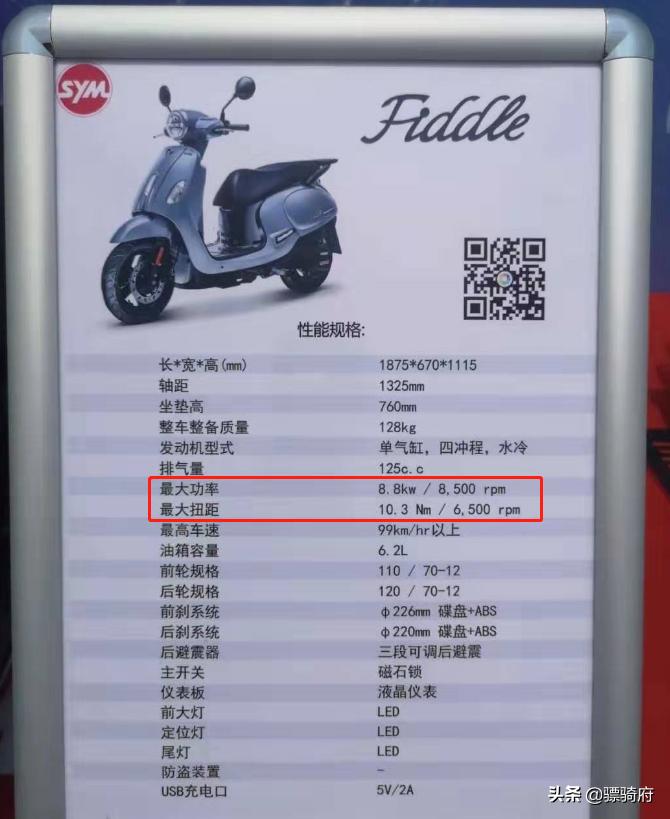 SYM
Fiddle
性能规格:
长*宽*高(mm) 1875*670*1115
轴距 1325mm
坐垫高 760mm
整车整备质量 128kg
发动机型式 单气缸，四冲程，水冷
排气量 125c.c
最大功率 8.8kw / 8,500 rpm
最大扭距 10.3 Nm / 6,500 rpm
最高车速 99km/hr以上
油箱容量 6.2L
前轮规格 110 / 70-12
后轮规格 120 / 70-12
前刹系统 φ226mm 碟盘+ABS
后刹系统 φ220mm 碟盘+ABS
后避震器 三段可调后避震
主开关 磁石锁
仪表板 液晶仪表
前大灯 LED
定位灯 LED
尾灯 LED
防盗装置 -
USB充电口 5V/2A
头条 @骠骑府